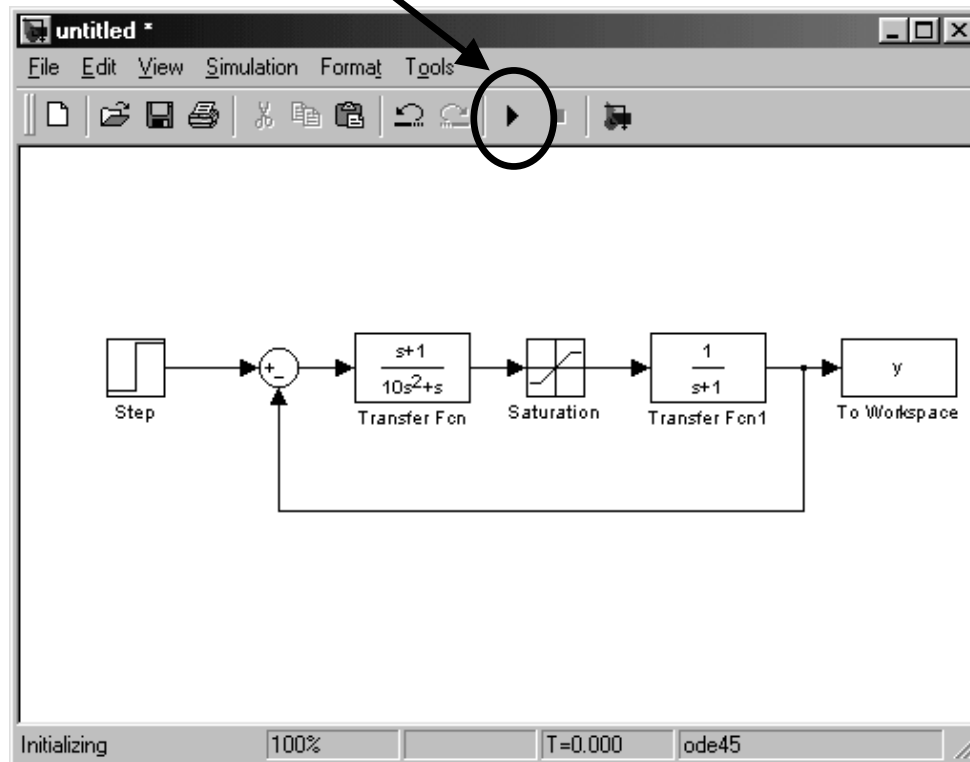 untitled *
File Edit View Simulation Format Tools
s+1
10s²+s
1
s+1
y
+
−
Step
Transfer Fcn
Saturation
Transfer Fcn1
To Workspace
Initializing 100% T=0.000 ode45